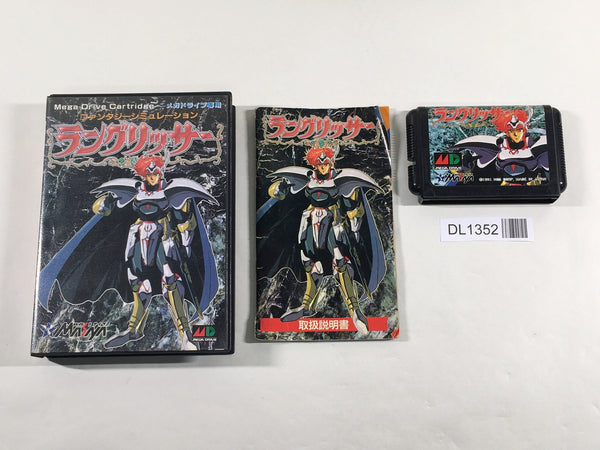 Mega Drive Cartridge
メガドライブ専用
ファンタジーシミュレーション
ラングリッサー
MASAYA
MD
MEGA DRIVE
ラングリッサー
取扱説明書
ラングリッサー
MD
MEGA DRIVE
MASAYA
DL1352